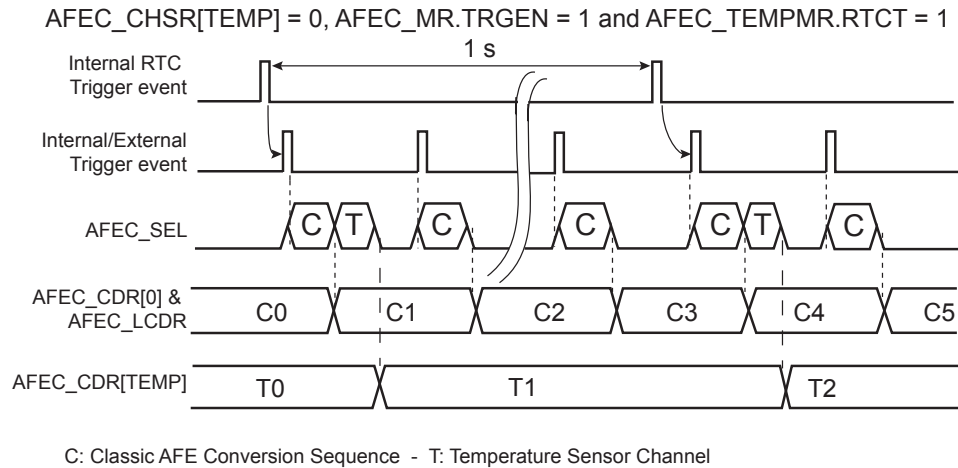 AFEC_CHSR[TEMP] = 0, AFEC_MR.TRGEN = 1 and AFEC_TEMPMR.RTCT = 1
1 s
Internal RTC
Trigger event
Internal/External
Trigger event
AFEC_SEL
C T C C C T C
AFEC_CDR[0] &
AFEC_LCDR
C0 C1 C2 C3 C4 C5
AFEC_CDR[TEMP] T0 T1 T2
C: Classic AFE Conversion Sequence - T: Temperature Sensor Channel